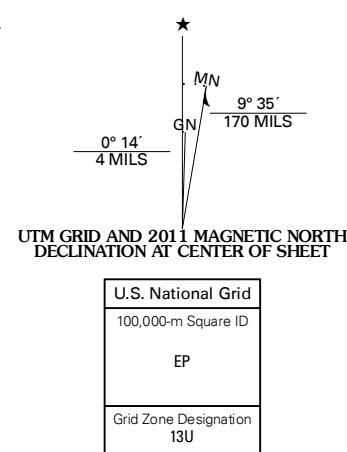 ★
MN
GN
9° 35´
170 MILS
0° 14´
4 MILS
UTM GRID AND 2011 MAGNETIC NORTH
DECLINATION AT CENTER OF SHEET
U.S. National Grid
100,000-m Square ID
EP
Grid Zone Designation
13U